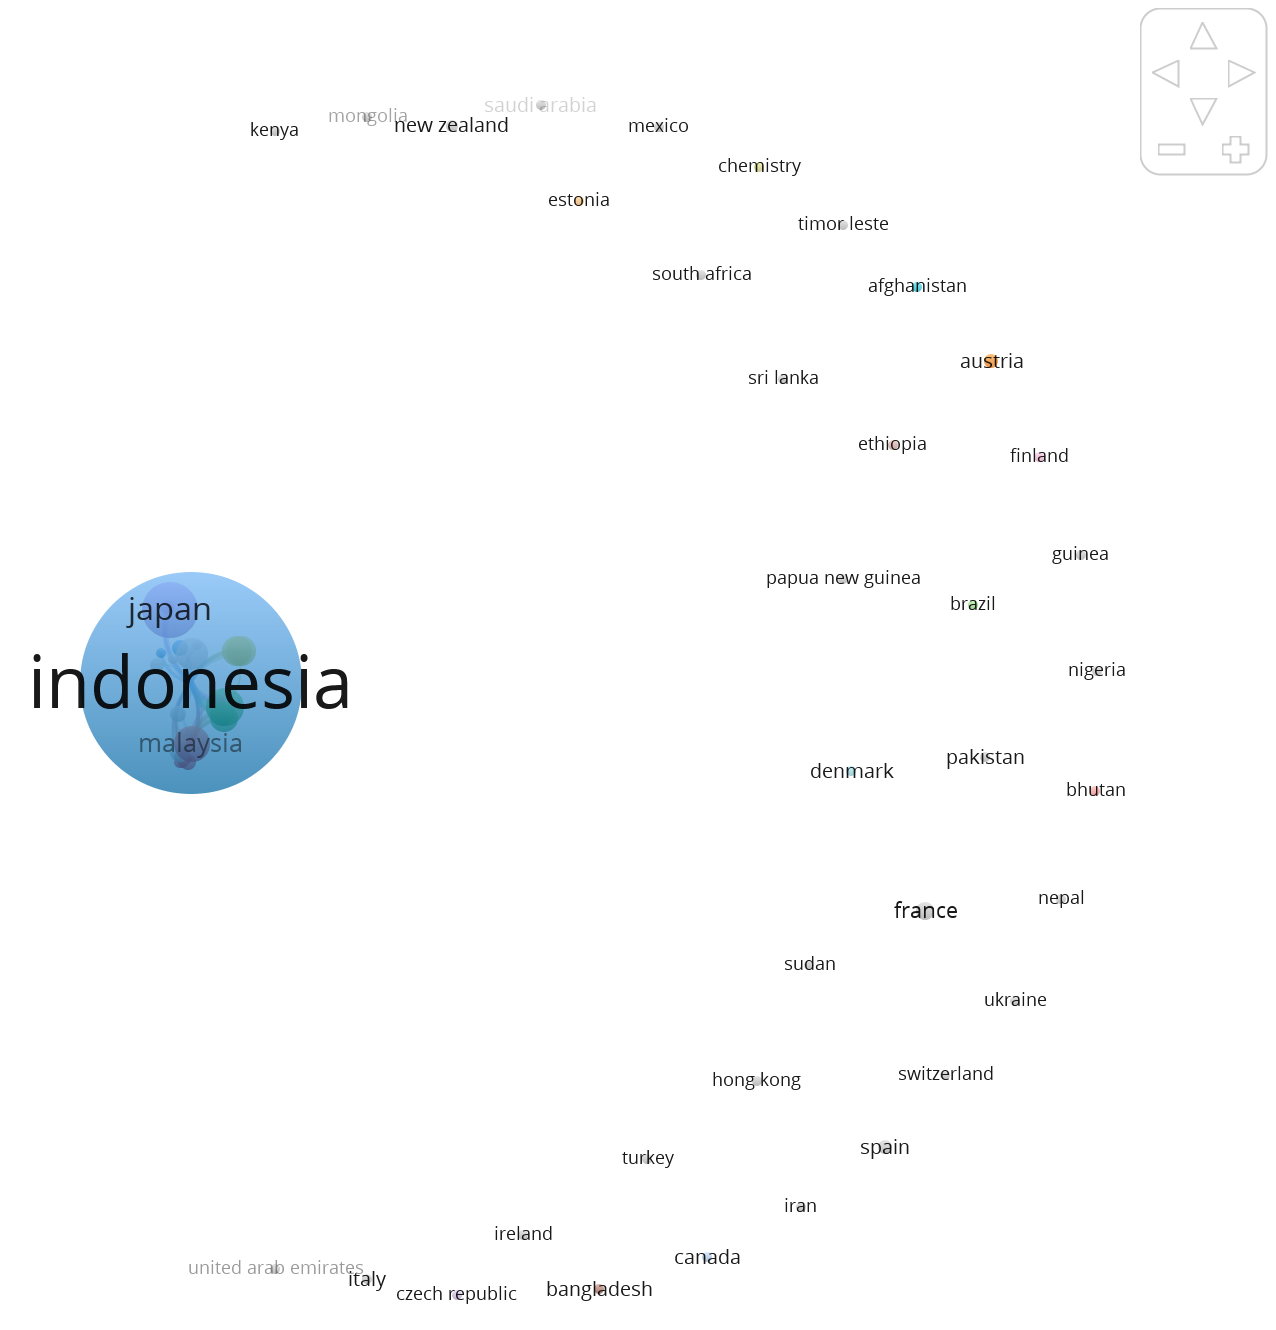 saudi arabia
mongolia
new zealand
mexico
kenya
chemistry
estonia
timor leste
south africa
afghanistan
austria
sri lanka
ethiopia
finland
guinea
papua new guinea
brazil
japan
nigeria
indonesia
malaysia
pakistan
denmark
bhutan
nepal
france
sudan
ukraine
switzerland
hong kong
spain
turkey
iran
ireland
canada
united arab emirates
italy
bangladesh
czech republic